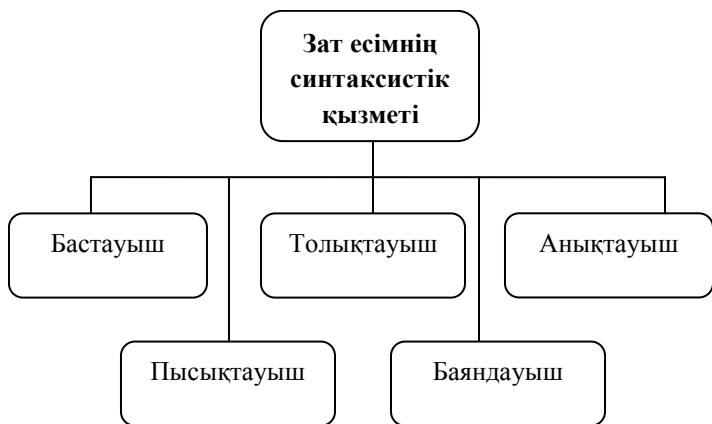 Зат есімнің
синтаксистік
қызметі
Бастауыш
Толықтауыш
Анықтауыш
Пысықтауыш
Баяндауыш